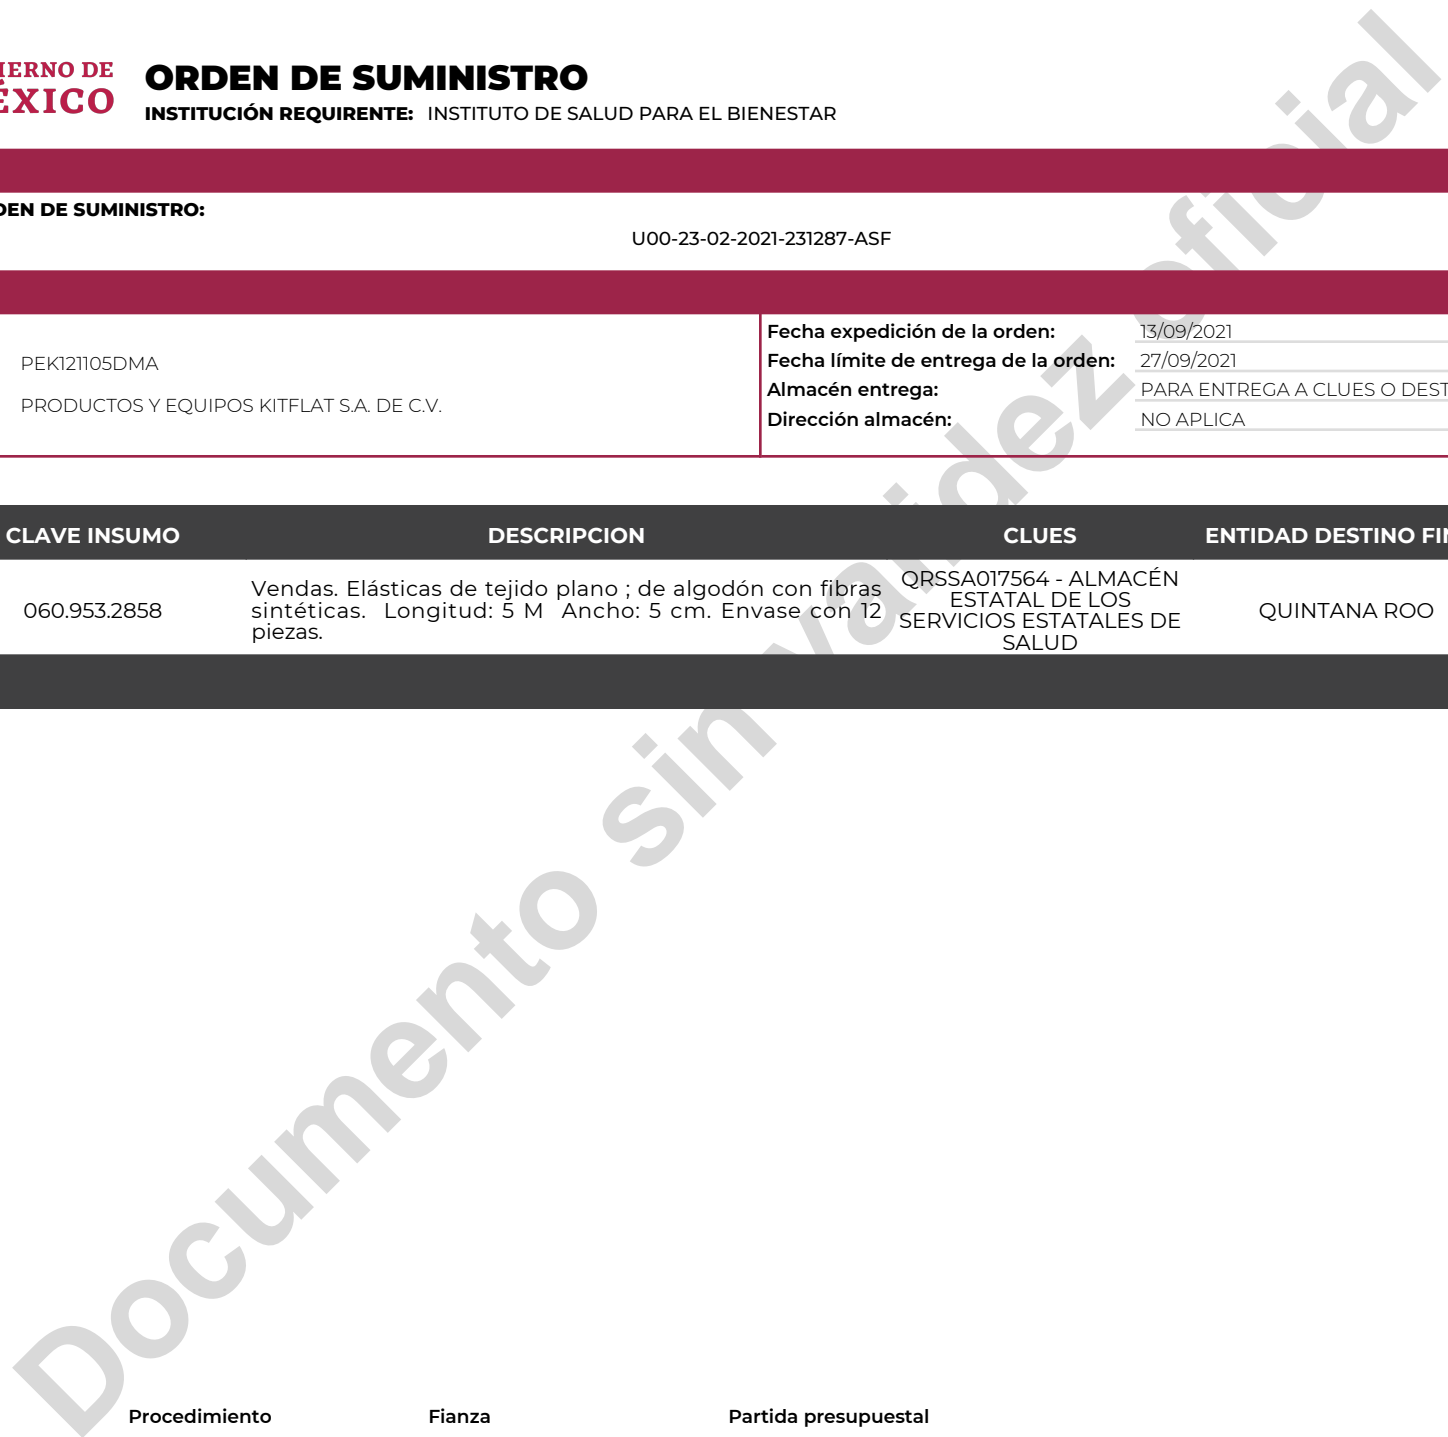 IERNO DE
ÉXICO
ORDEN DE SUMINISTRO
INSTITUCIÓN REQUIRENTE: INSTITUTO DE SALUD PARA EL BIENESTAR
DEN DE SUMINISTRO:
U00-23-02-2021-231287-ASF
PEK121105DMA
PRODUCTOS Y EQUIPOS KITFLAT S.A. DE C.V.
Fecha expedición de la orden: 13/09/2021
Fecha límite de entrega de la orden: 27/09/2021
Almacén entrega: PARA ENTREGA A CLUES O DEST
Dirección almacén: NO APLICA
CLAVE INSUMO DESCRIPCION CLUES ENTIDAD DESTINO FIN
060.953.2858
Vendas. Elásticas de tejido plano ; de algodón con fibras
sintéticas. Longitud: 5 M Ancho: 5 cm. Envase con 12
piezas.
QRSSA017564 - ALMACÉN
ESTATAL DE LOS
SERVICIOS ESTATALES DE
SALUD
QUINTANA ROO
Documento sin validez oficial
Procedimiento Fianza Partida presupuestal